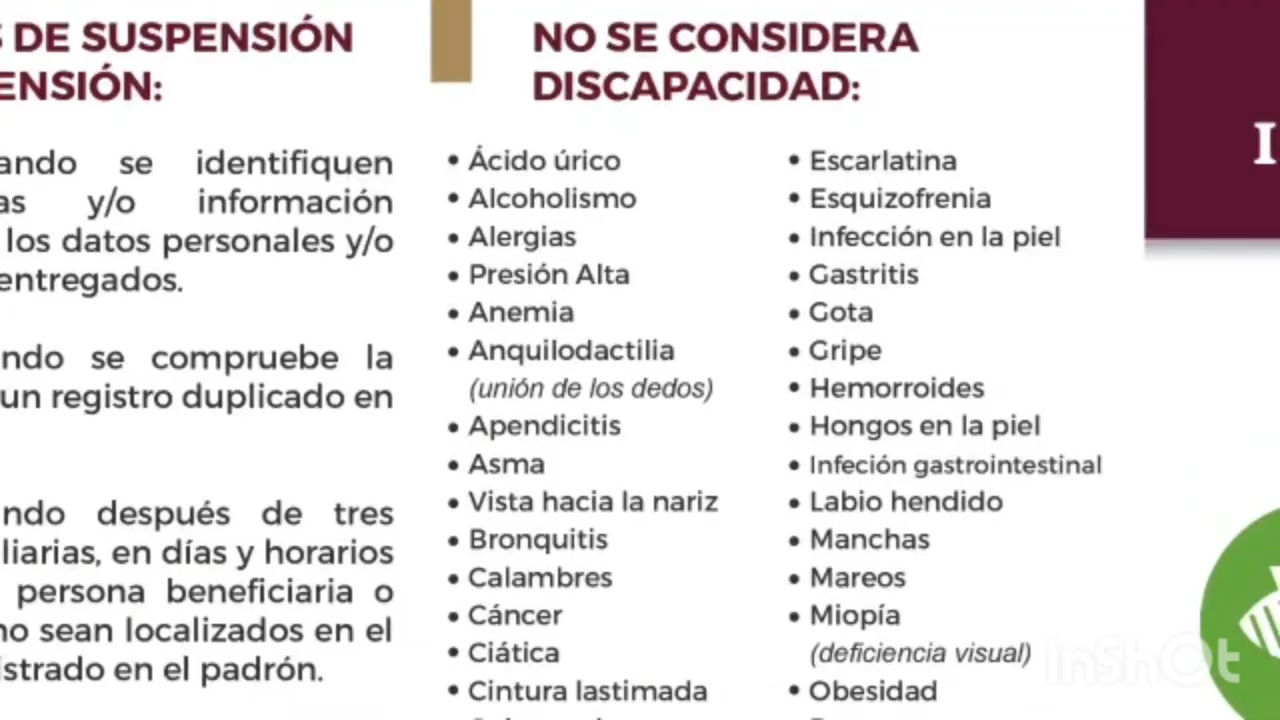 DE SUSPENSIÓN
ENSIÓN:
ando se identifiquen
as y/o información
los datos personales y/o
entregados.
ndo se compruebe la
un registro duplicado en
ndo después de tres
liarias, en días y horarios
persona beneficiaria o
no sean localizados en el
istrado en el padrón.
NO SE CONSIDERA
DISCAPACIDAD:
• Ácido úrico
• Alcoholismo
• Alergias
• Presión Alta
• Anemia
• Anquilodactilia
(unión de los dedos)
• Apendicitis
• Asma
• Vista hacia la nariz
• Bronquitis
• Calambres
• Cáncer
• Ciática
• Cintura lastimada
• Escarlatina
• Esquizofrenia
• Infección en la piel
• Gastritis
• Gota
• Gripe
• Hemorroides
• Hongos en la piel
• Infeción gastrointestinal
• Labio hendido
• Manchas
• Mareos
• Miopía
(deficiencia visual)
• Obesidad
I
InShOt